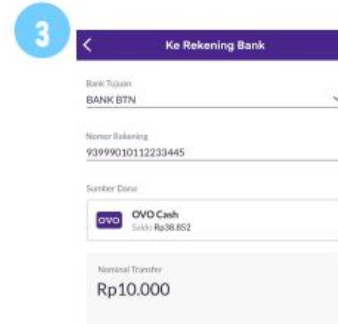 3
Ke Rekening Bank
Bank Tujuan
BANK BTN
Nomor Rekening
93999010112233445
Sumber Dana
OVO
OVO Cash
Saldo Rp38.852
Nominal Transfer
Rp10.000